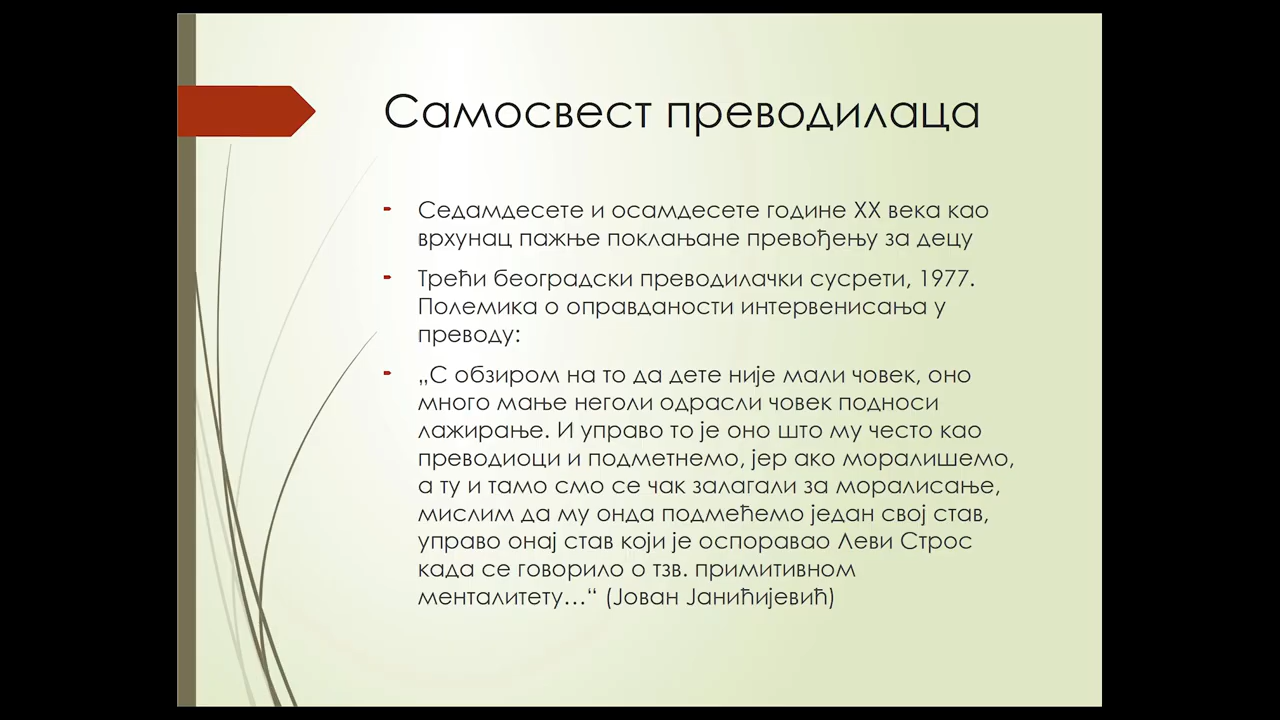 Самосвест преводилаца
Седамдесете и осамдесете године XX века као
врхунац пажње поклањане превођењу за децу
Трећи београдски преводилачки сусрети, 1977.
Полемика о оправданости интервенисања у
преводу:
„С обзиром на то да дете није мали човек, оно
много мање неголи одрасли човек подноси
лажирање. И управо то је оно што му често као
преводиоци и подметнемо, јер ако моралишемо,
а ту и тамо смо се чак залагали за моралисање,
мислим да му онда подмећемо један свој став,
управо онај став који је оспоравао Леви Строс
када се говорило о тзв. примитивном
менталитету...“ (Јован Јанићијевић)